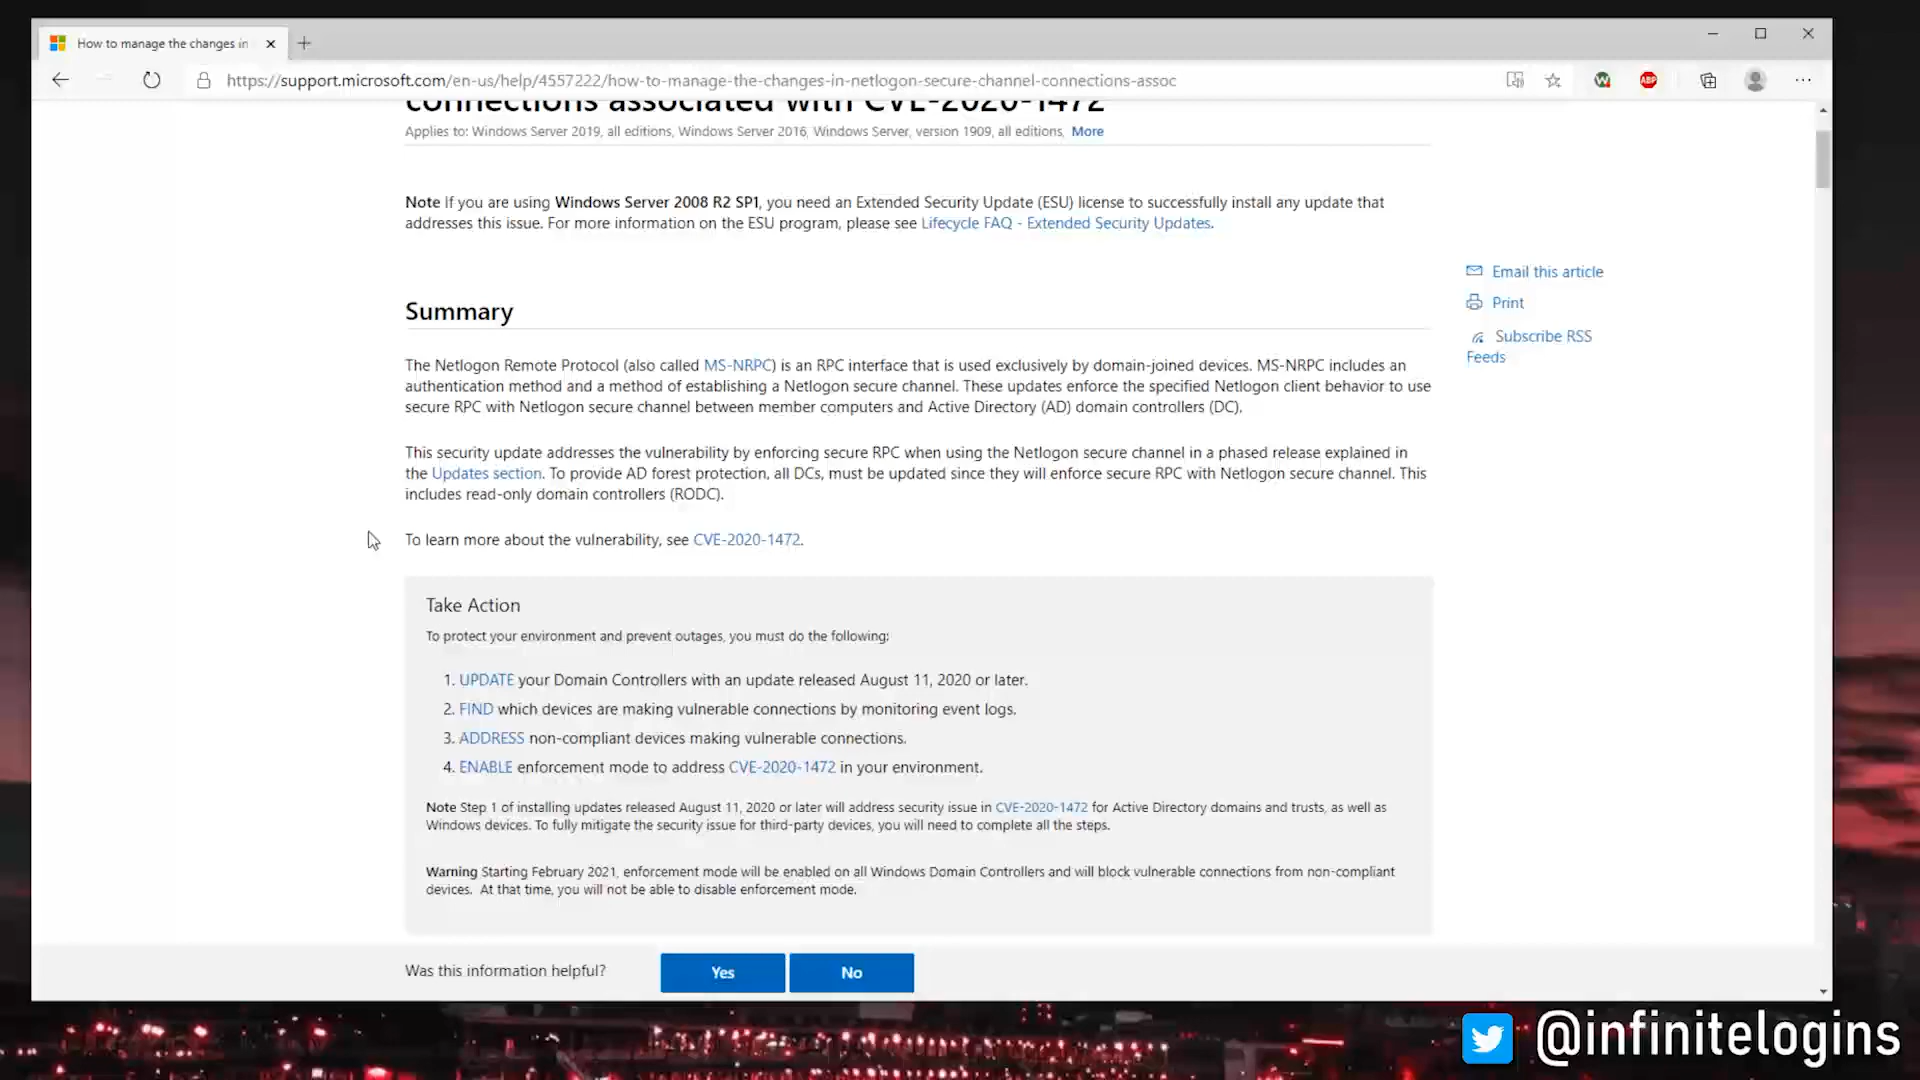 How to manage the changes in
https://support.microsoft.com/en-us/help/4557222/how-to-manage-the-changes-in-netlogon-secure-channel-connections-assoc
ABP
connections associated with CVE-2020-1472
Applies to: Windows Server 2019, all editions, Windows Server 2016, Windows Server, version 1909, all editions, More
Note If you are using Windows Server 2008 R2 SP1, you need an Extended Security Update (ESU) license to successfully install any update that
addresses this issue. For more information on the ESU program, please see Lifecycle FAQ - Extended Security Updates.
Email this article
Print
Subscribe RSS
Feeds
Summary
The Netlogon Remote Protocol (also called MS-NRPC) is an RPC interface that is used exclusively by domain-joined devices. MS-NRPC includes an
authentication method and a method of establishing a Netlogon secure channel. These updates enforce the specified Netlogon client behavior to use
secure RPC with Netlogon secure channel between member computers and Active Directory (AD) domain controllers (DC).
This security update addresses the vulnerability by enforcing secure RPC when using the Netlogon secure channel in a phased release explained in
the Updates section. To provide AD forest protection, all DCs, must be updated since they will enforce secure RPC with Netlogon secure channel. This
includes read-only domain controllers (RODC).
To learn more about the vulnerability, see CVE-2020-1472.
Take Action
To protect your environment and prevent outages, you must do the following:
1. UPDATE your Domain Controllers with an update released August 11, 2020 or later.
2. FIND which devices are making vulnerable connections by monitoring event logs.
3. ADDRESS non-compliant devices making vulnerable connections.
4. ENABLE enforcement mode to address CVE-2020-1472 in your environment.
Note Step 1 of installing updates released August 11, 2020 or later will address security issue in CVE-2020-1472 for Active Directory domains and trusts, as well as
Windows devices. To fully mitigate the security issue for third-party devices, you will need to complete all the steps.
Warning Starting February 2021, enforcement mode will be enabled on all Windows Domain Controllers and will block vulnerable connections from non-compliant
devices. At that time, you will not be able to disable enforcement mode.
Was this information helpful?
Yes
No
@infinitelogins